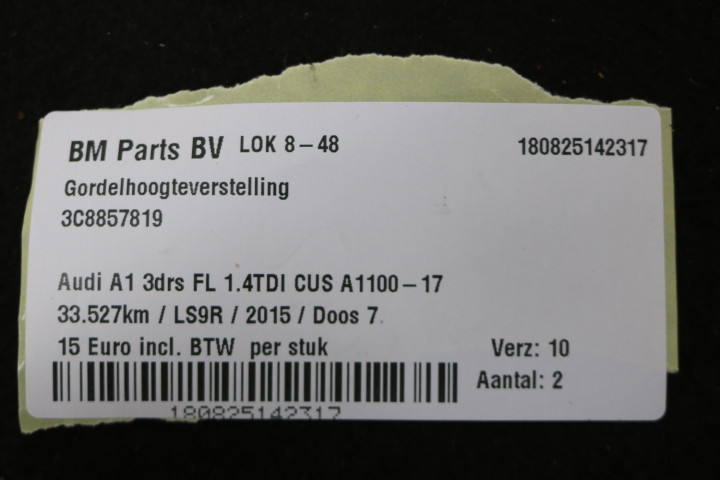 BM Parts BV LOK 8-48 180825142317
Gordelhoogteverstelling
3C8857819
Audi A1 3drs FL 1.4TDI CUS A1100-17
33.527km / LS9R / 2015 / Doos 7
15 Euro incl. BTW per stuk Verz: 10
Aantal: 2
180825142317